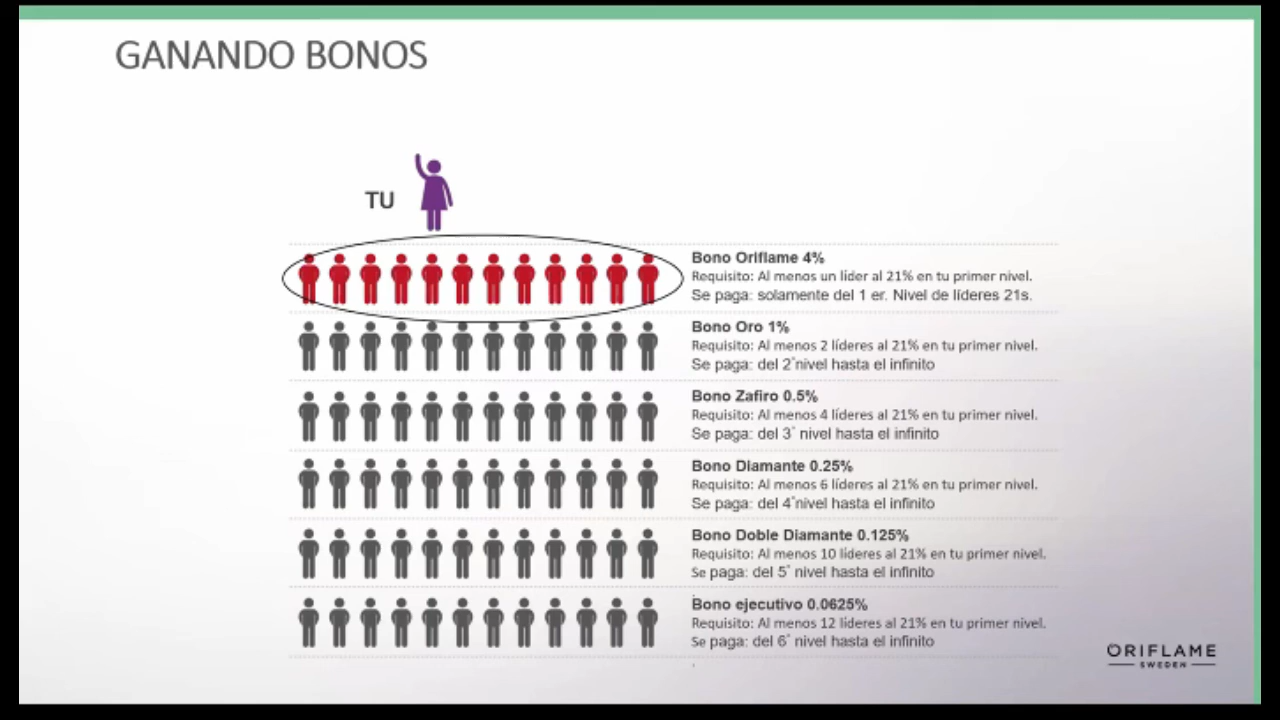 GANANDO BONOS
TU
Bono Oriflame 4%
Requisito: Al menos un líder al 21% en tu primer nivel.
Se paga: solamente del 1 er. Nivel de líderes 21s.
Bono Oro 1%
Requisito: Al menos 2 líderes al 21% en tu primer nivel.
Se paga: del 2°nivel hasta el infinito
Bono Zafiro 0.5%
Requisito: Al menos 4 líderes al 21% en tu primer nivel.
Se paga: del 3° nivel hasta el infinito
Bono Diamante 0.25%
Requisito: Al menos 6 líderes al 21% en tu primer nivel.
Se paga: del 4°nivel hasta el infinito
Bono Doble Diamante 0.125%
Requisito: Al menos 10 líderes al 21% en tu primer nivel.
Se paga: del 5° nivel hasta el infinito
Bono ejecutivo 0.0625%
Requisito: Al menos 12 líderes al 21% en tu primer nivel.
Se paga: del 6° nivel hasta el infinito
ORIFLAME
SWEDEN